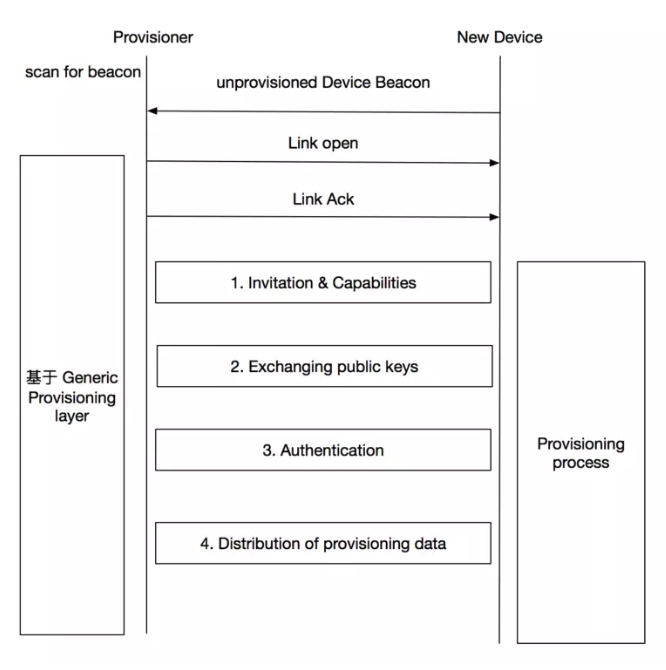 Provisioner
New Device
scan for beacon
unprovisioned Device Beacon
Link open
Link Ack
1. Invitation & Capabilities
2. Exchanging public keys
基于 Generic
Provisioning
layer
3. Authentication
Provisioning
process
4. Distribution of provisioning data